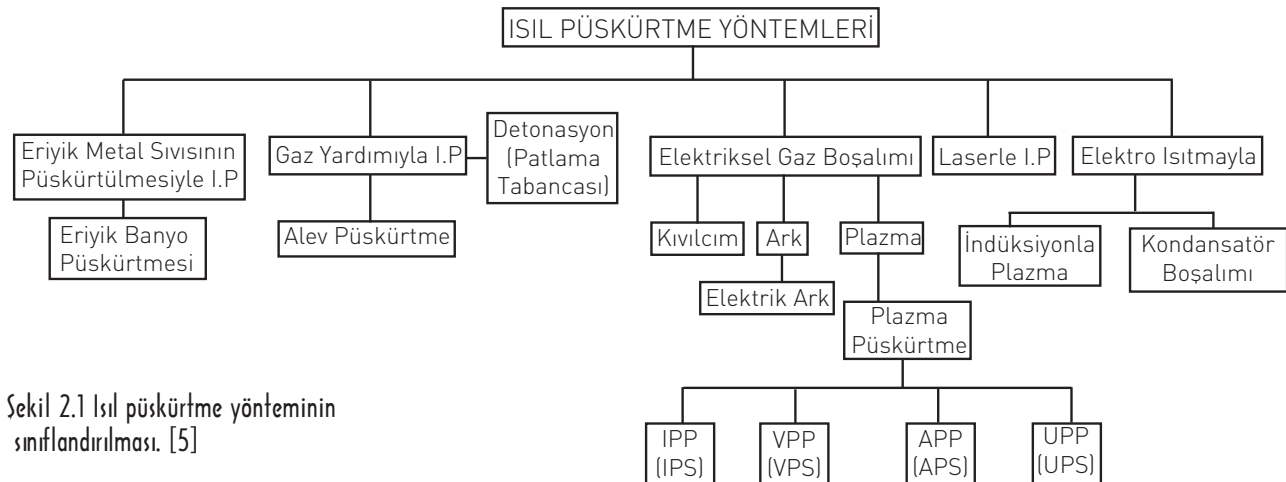 ISIL PÜSKÜRTME YÖNTEMLERİ
Eriyik Metal Sıvısının
Püskürtülmesiyle I.P
Gaz Yardımıyla I.P
Detonasyon
(Patlama
Tabancası)
Elektriksel Gaz Boşalımı
Laserle I.P
Elektro Isıtmayla
Eriyik Banyo
Püskürtmesi
Alev Püskürtme
Kıvılcım
Ark
Plazma
İndüksiyonla
Plazma
Kondansatör
Boşalımı
Elektrik Ark
Plazma
Püskürtme
IPP
(IPS)
VPP
(VPS)
APP
(APS)
UPP
(UPS)
Şekil 2.1 Isıl püskürtme yönteminin
sınıflandırılması. [5]